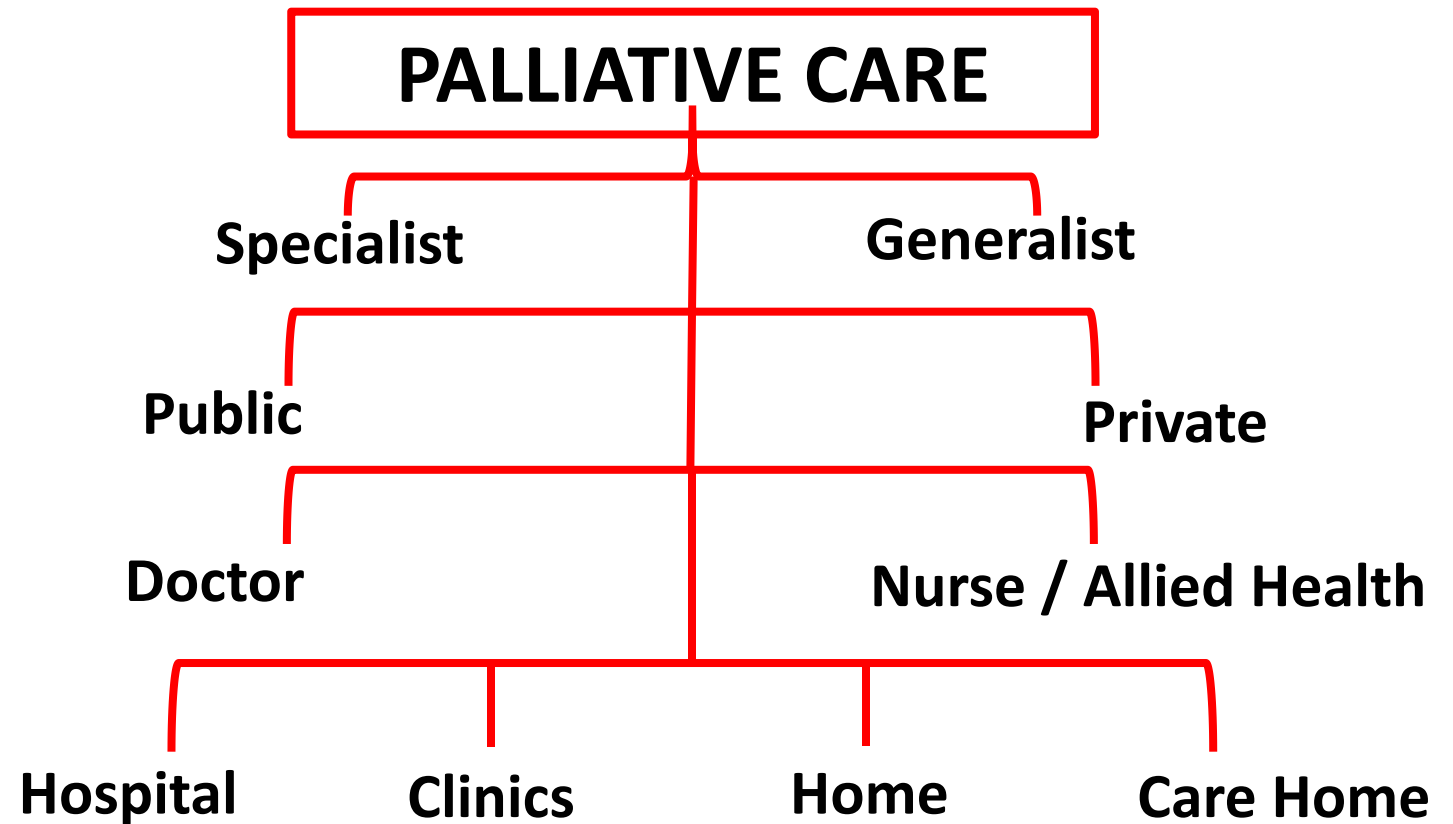 PALLIATIVE CARE
Specialist
Generalist
Public
Private
Doctor
Nurse / Allied Health
Hospital
Clinics
Home
Care Home